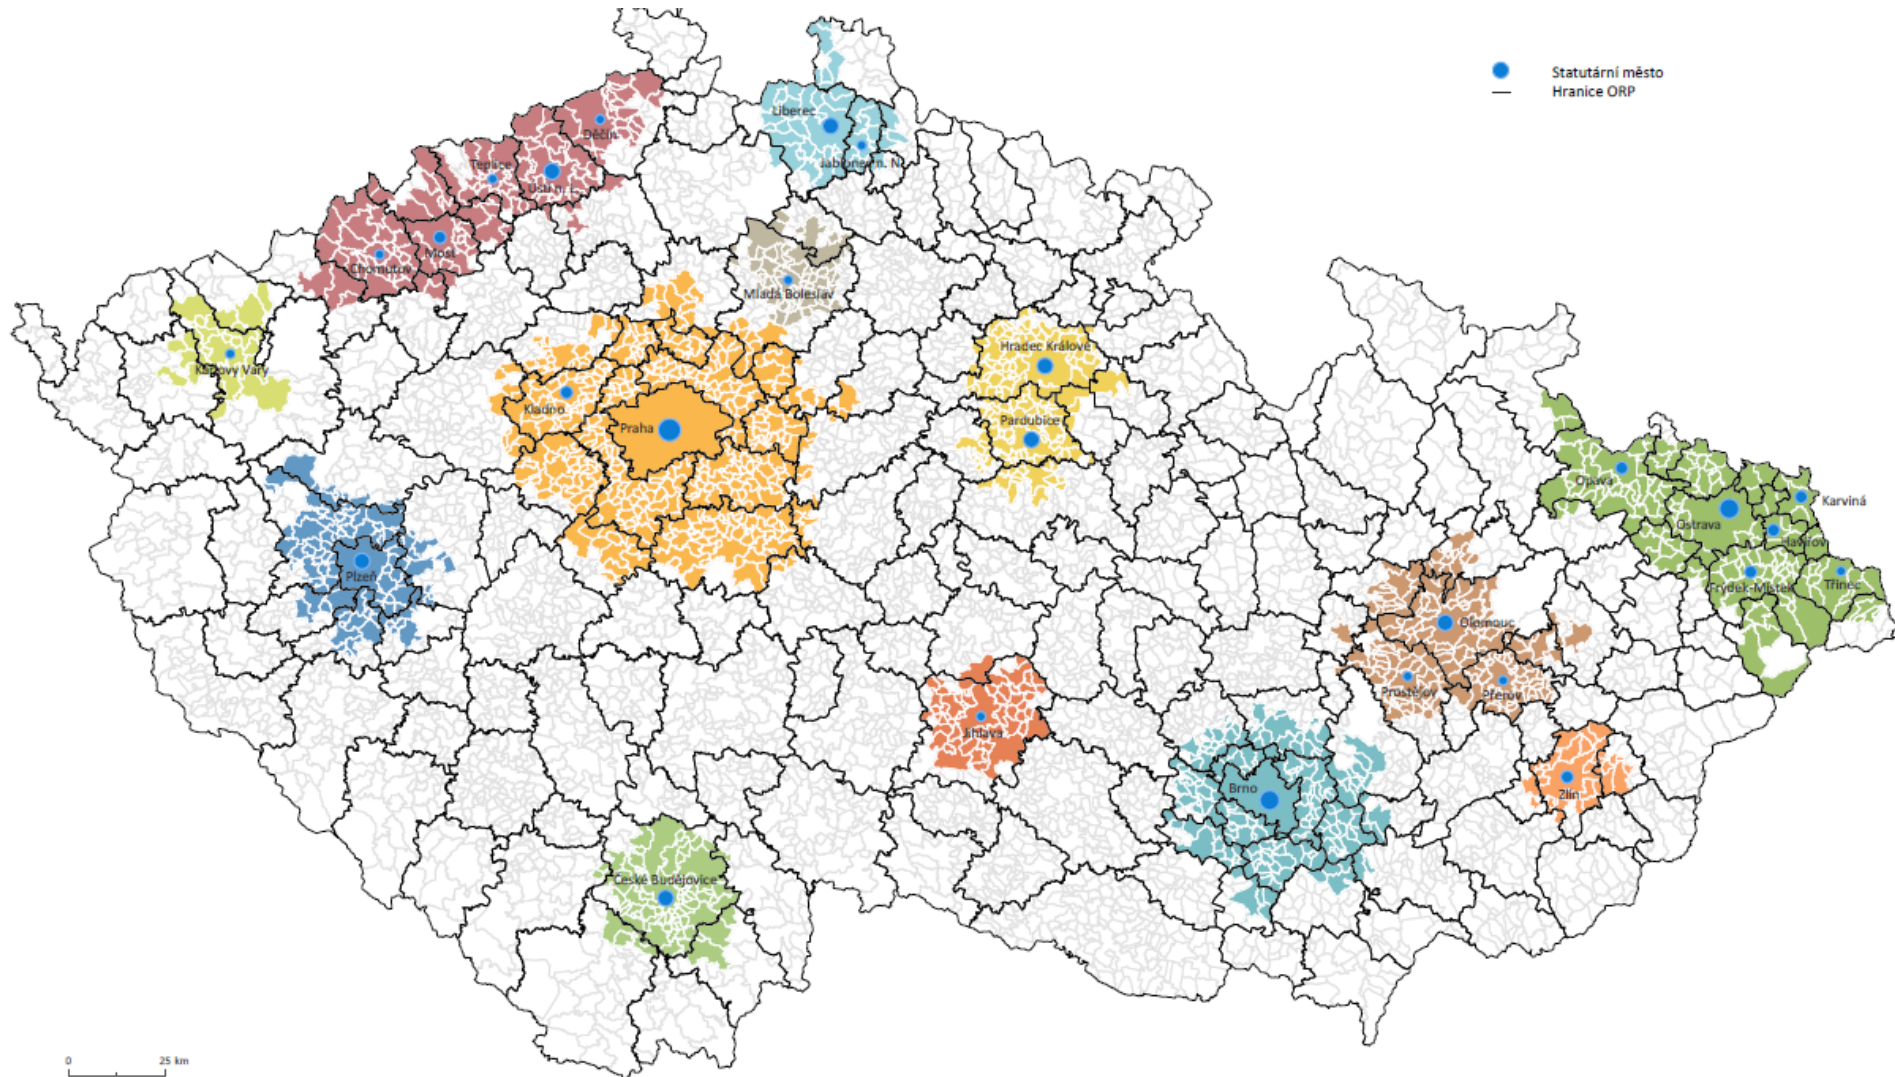 Statutární město
Hranice ORP
Liberec
Děčín
Jablonec n. N.
Teplice
Ústí n. L.
Most
Chomutov
Mladá Boleslav
Karlovy Vary
Hradec Králové
Kladno
Praha
Pardubice
Opava
Karviná
Ostrava
Havířov
Plzeň
Frýdek-Místek
Třinec
Olomouc
Prostějov
Přerov
Jihlava
Brno
Zlín
České Budějovice
0 25 km